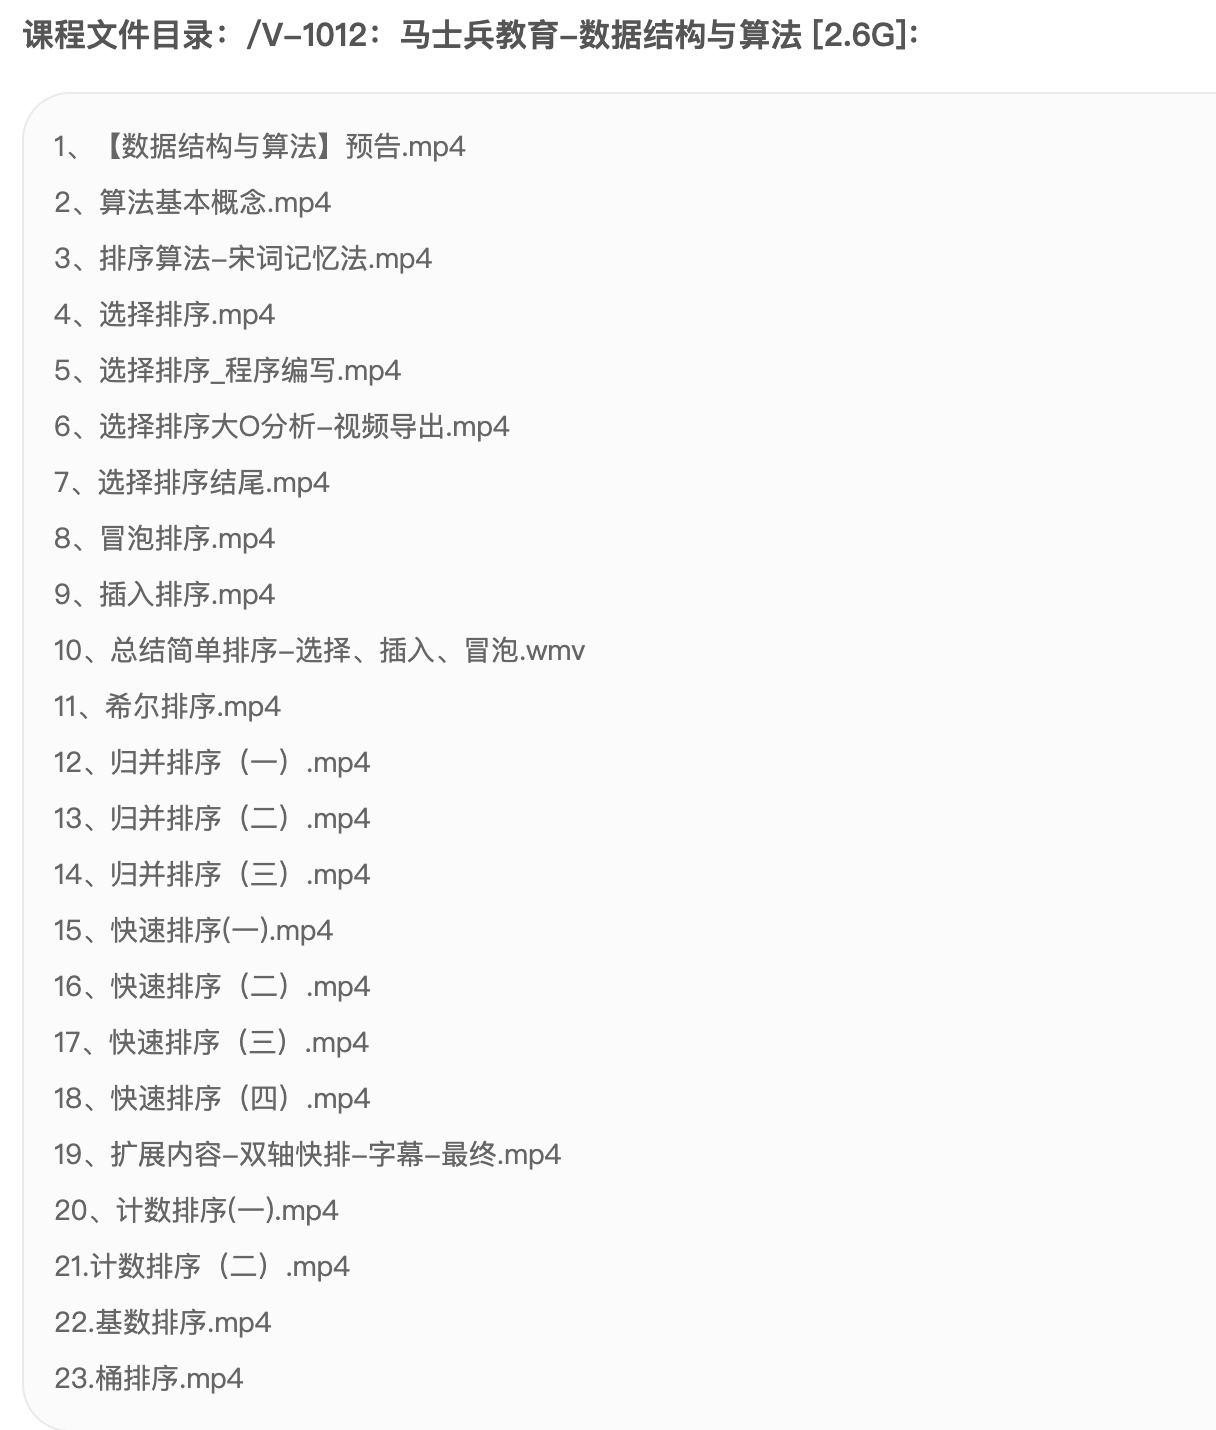 课程文件目录：/V-1012：马士兵教育-数据结构与算法 [2.6G]:
1、【数据结构与算法】预告.mp4
2、算法基本概念.mp4
3、排序算法-宋词记忆法.mp4
4、选择排序.mp4
5、选择排序_程序编写.mp4
6、选择排序大O分析-视频导出.mp4
7、选择排序结尾.mp4
8、冒泡排序.mp4
9、插入排序.mp4
10、总结简单排序-选择、插入、冒泡.wmv
11、希尔排序.mp4
12、归并排序（一）.mp4
13、归并排序（二）.mp4
14、归并排序（三）.mp4
15、快速排序(一).mp4
16、快速排序（二）.mp4
17、快速排序（三）.mp4
18、快速排序（四）.mp4
19、扩展内容-双轴快排-字幕-最终.mp4
20、计数排序(一).mp4
21.计数排序（二）.mp4
22.基数排序.mp4
23.桶排序.mp4